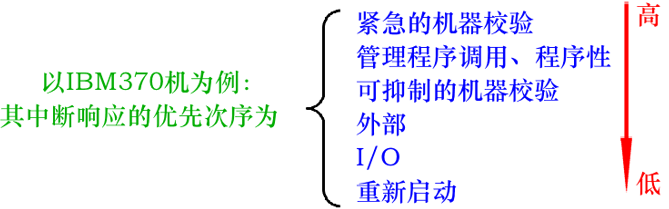 以IBM370机为例:
其中断响应的优先次序为
紧急的机器校验
管理程序调用、程序性
可抑制的机器校验
外部
I/O
重新启动
高
低